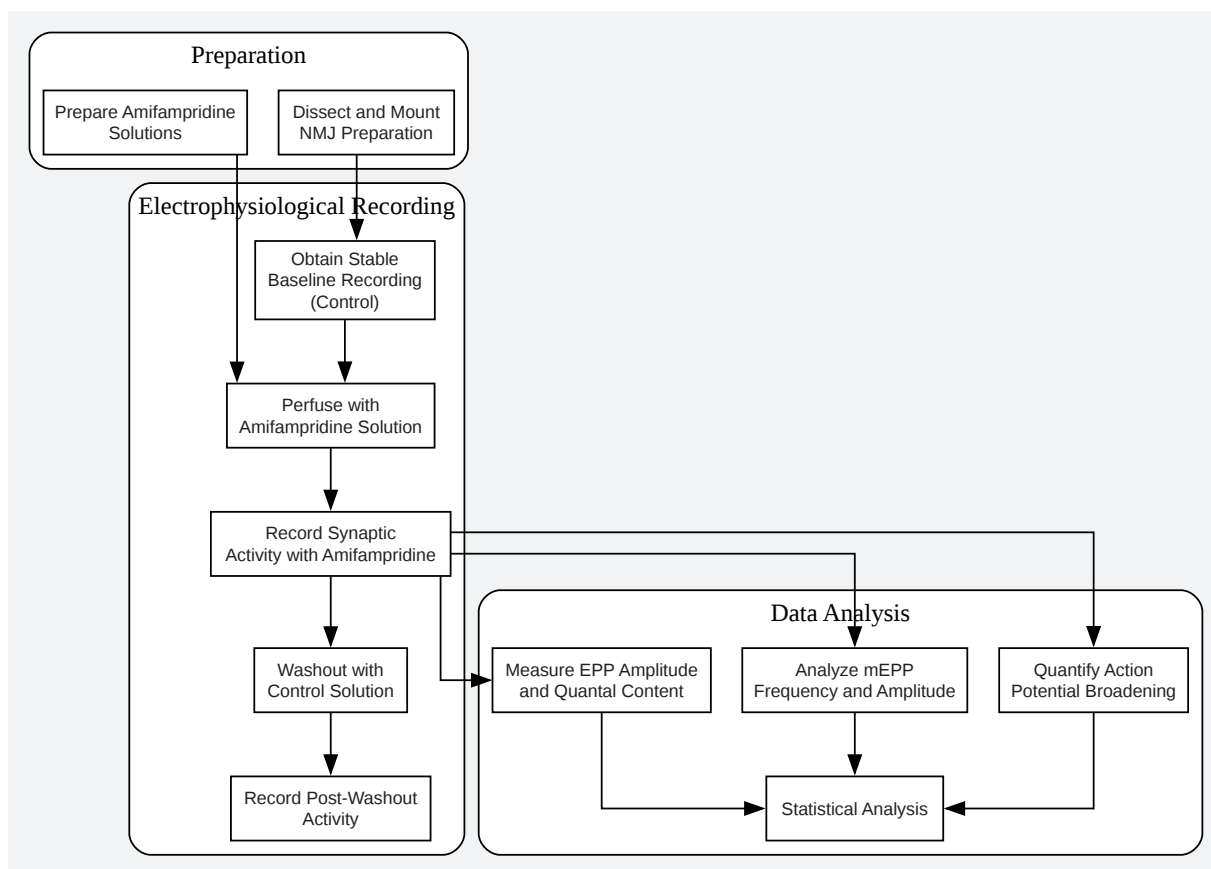 Preparation
Prepare Amifampridine
Solutions
Dissect and Mount
NMJ Preparation
Electrophysiological Recording
Obtain Stable
Baseline Recording
(Control)
Perfuse with
Amifampridine Solution
Record Synaptic
Activity with Amifampridine
Washout with
Control Solution
Record Post-Washout
Activity
Data Analysis
Measure EPP Amplitude
and Quantal Content
Analyze mEPP
Frequency and Amplitude
Quantify Action
Potential Broadening
Statistical Analysis